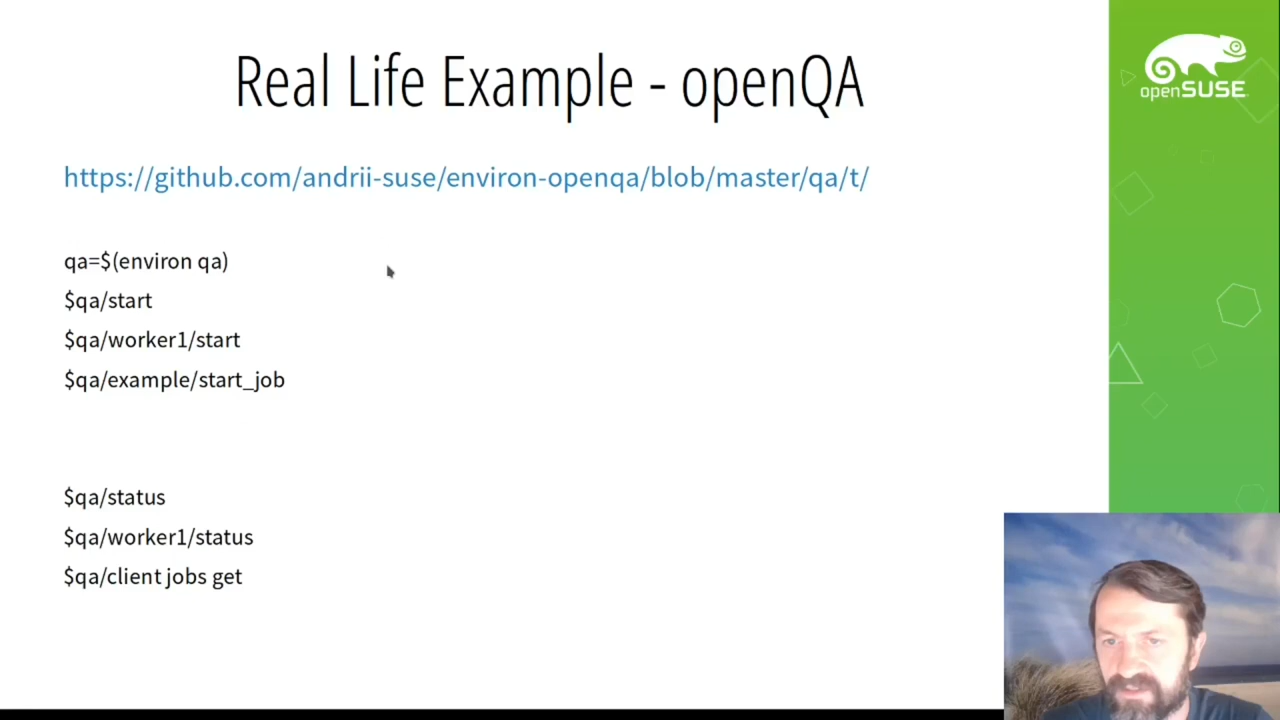 Real Life Example - openQA
openSUSE
https://github.com/andrii-suse/environ-openqa/blob/master/qa/t/
qa=$(environ qa)
$qa/start
$qa/worker1/start
$qa/example/start_job
$qa/status
$qa/worker1/status
$qa/client jobs get